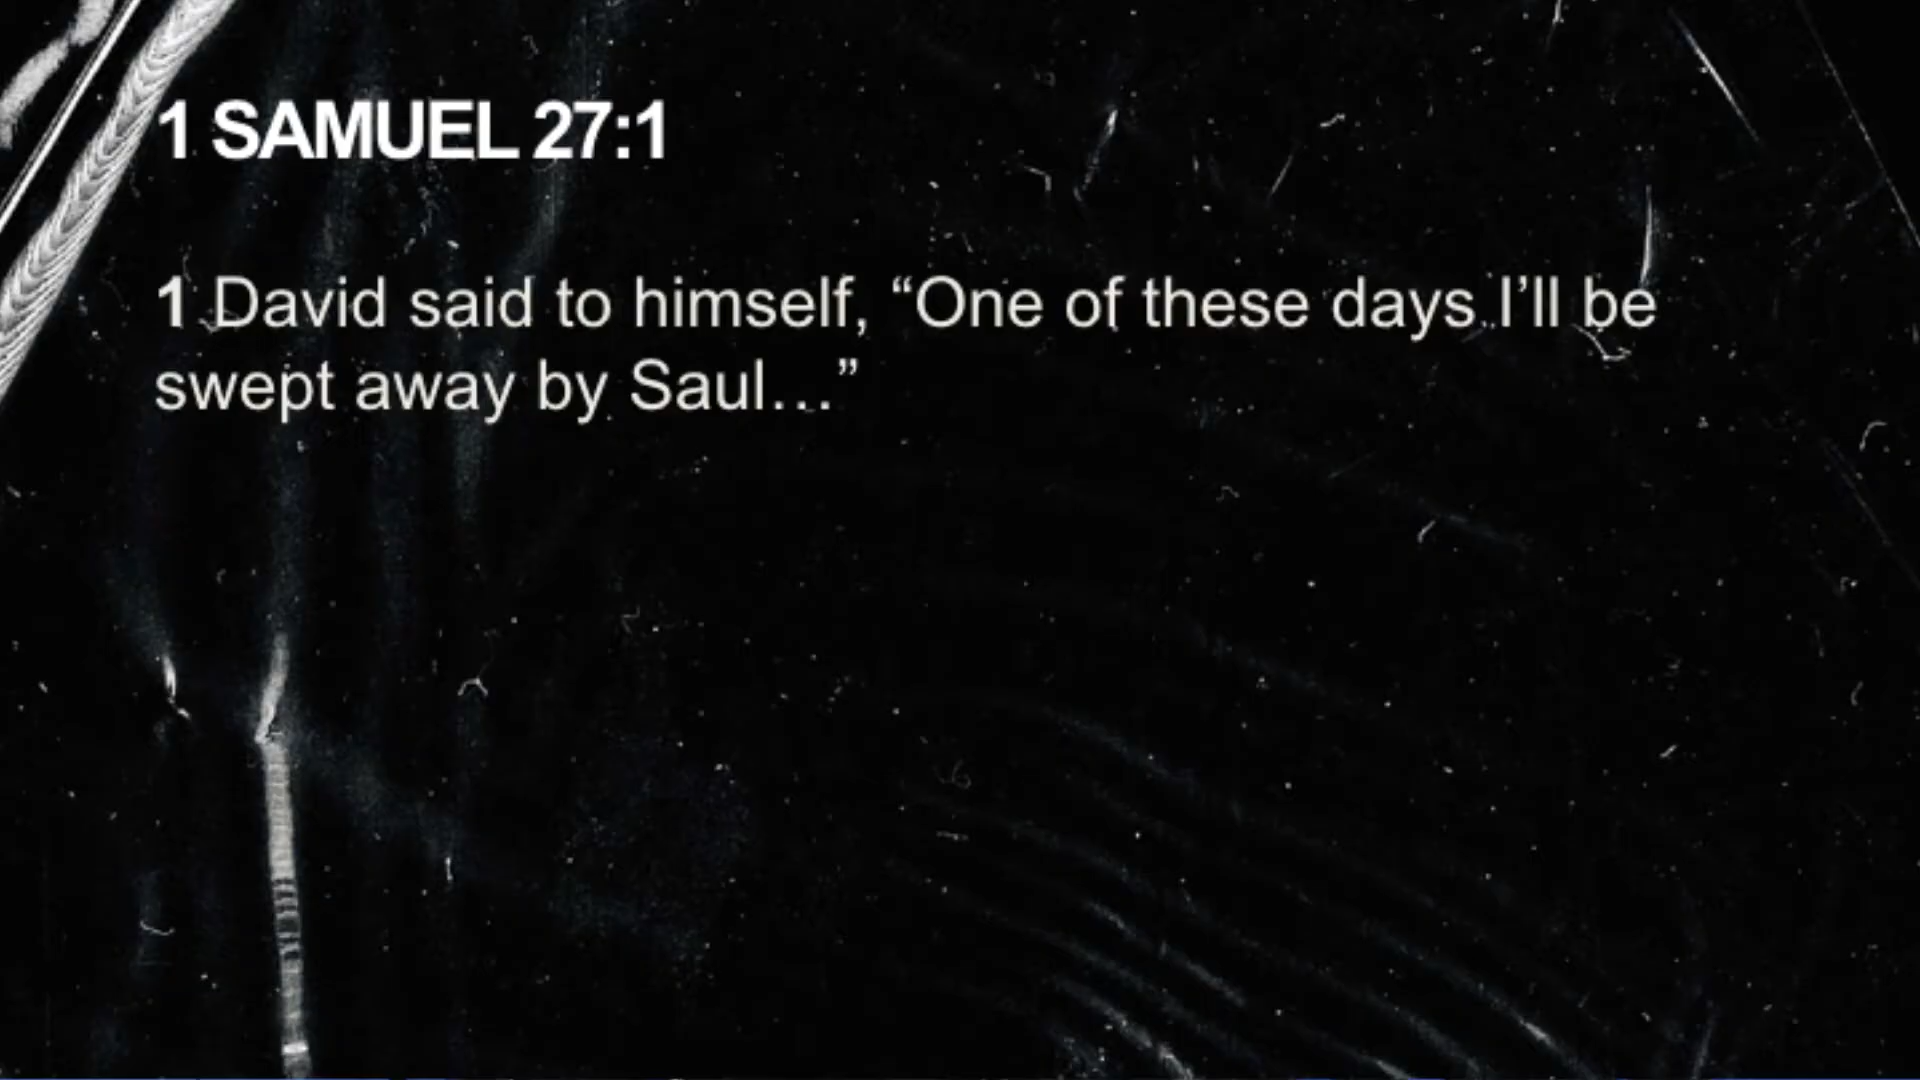 1 SAMUEL 27:1
1 David said to himself, “One of these days I’ll be
swept away by Saul…”